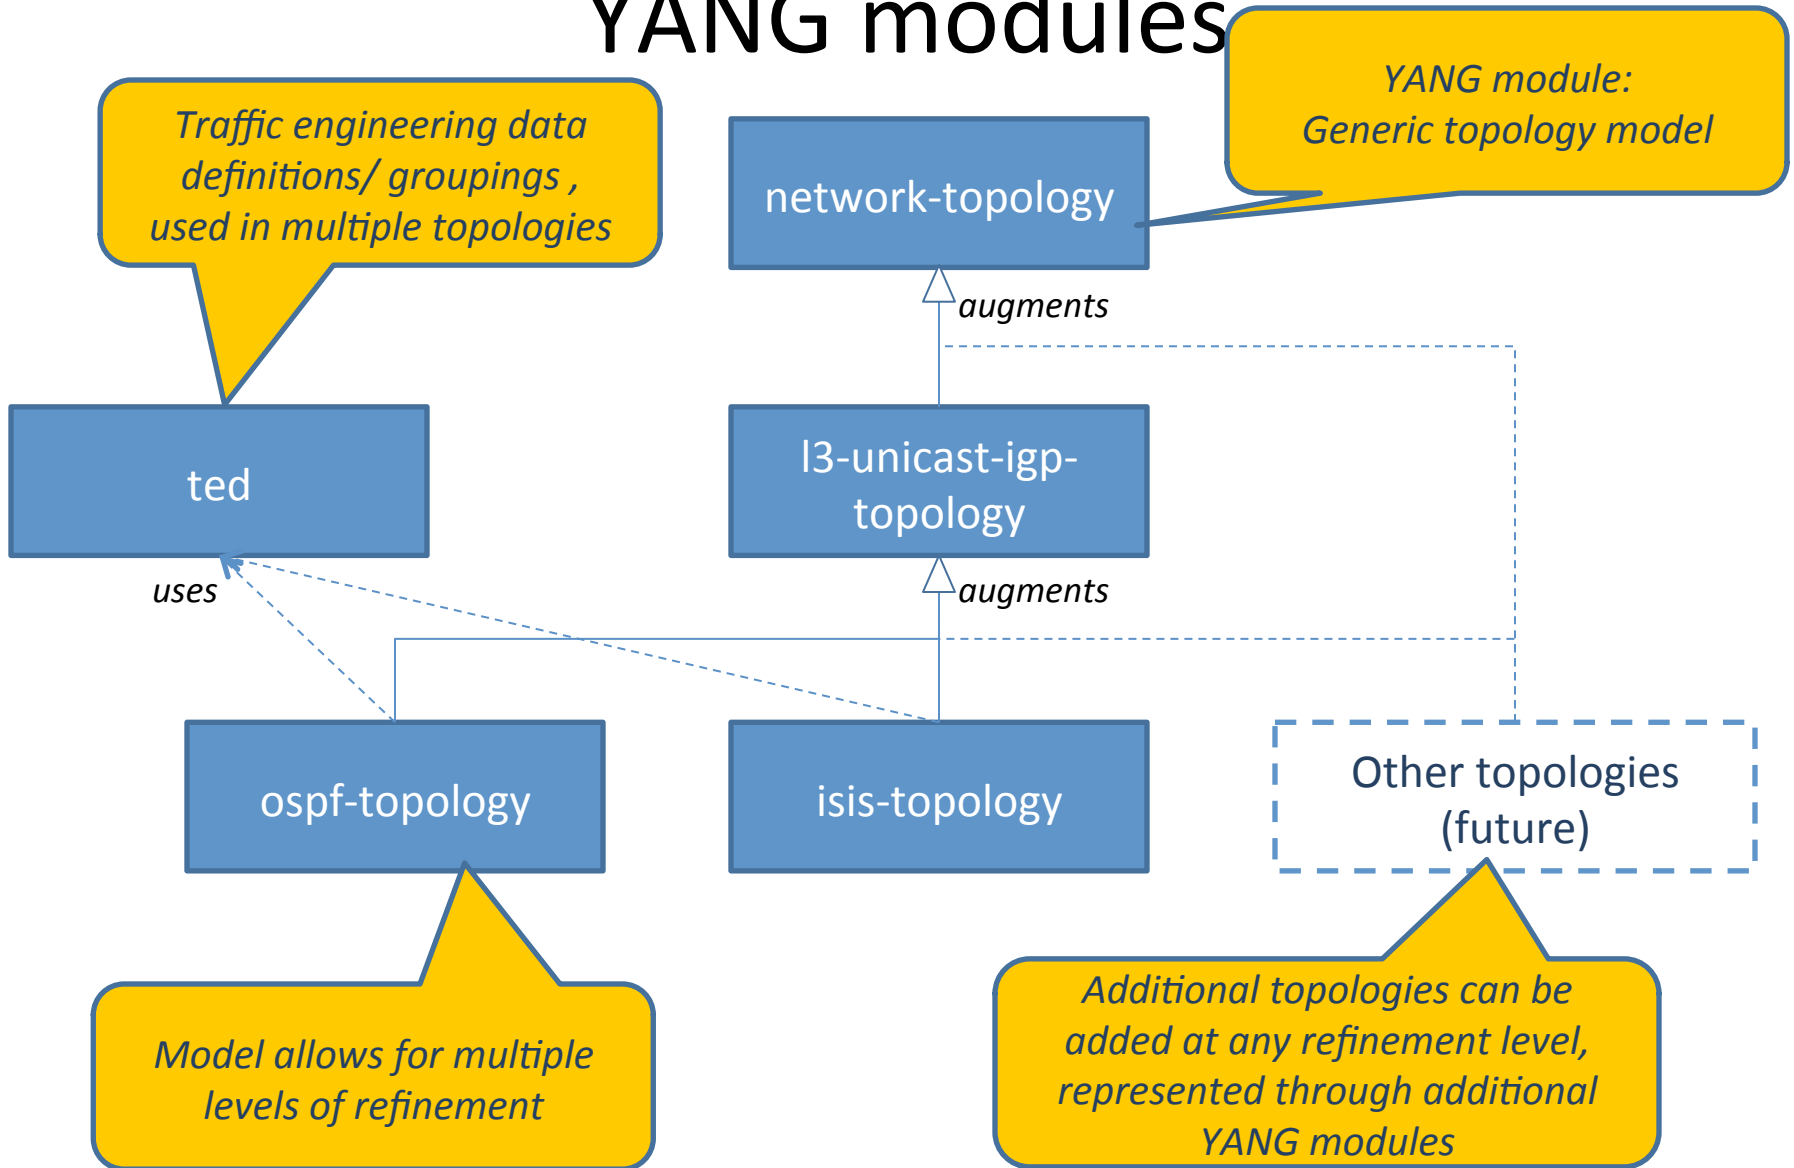 YANG modules
YANG module:
Generic topology model
Traffic engineering data
definitions/ groupings ,
used in multiple topologies
network-topology
augments
ted
l3-unicast-igp-
topology
uses
augments
ospf-topology
isis-topology
Other topologies
(future)
Model allows for multiple
levels of refinement
Additional topologies can be
added at any refinement level,
represented through additional
YANG modules